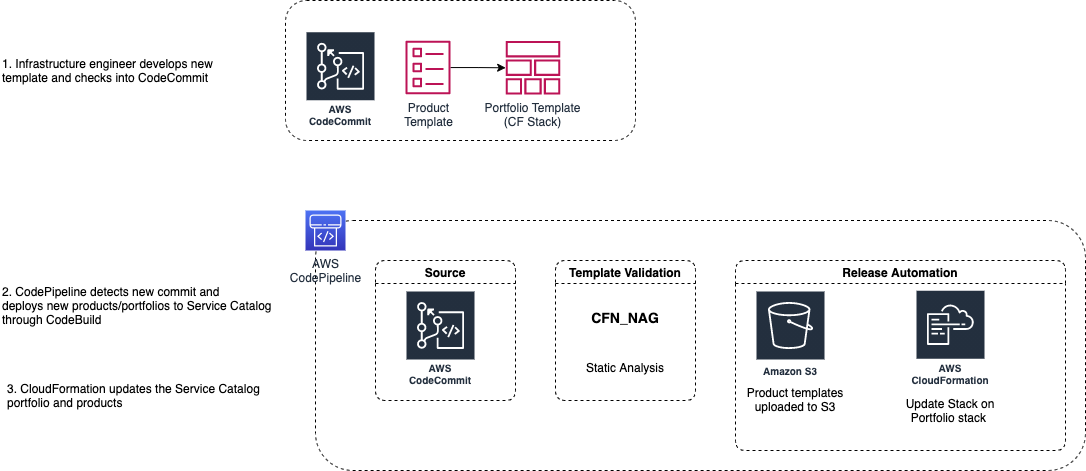 1. Infrastructure engineer develops new
template and checks into CodeCommit
AWS
CodeCommit
Product
Template
Portfolio Template
(CF Stack)
AWS
CodePipeline
2. CodePipeline detects new commit and
deploys new products/portfolios to Service Catalog
through CodeBuild
3. CloudFormation updates the Service Catalog
portfolio and products
Source
AWS
CodeCommit
Template Validation
CFN_NAG
Static Analysis
Release Automation
Amazon S3
Product templates
uploaded to S3
AWS
CloudFormation
Update Stack on
Portfolio stack